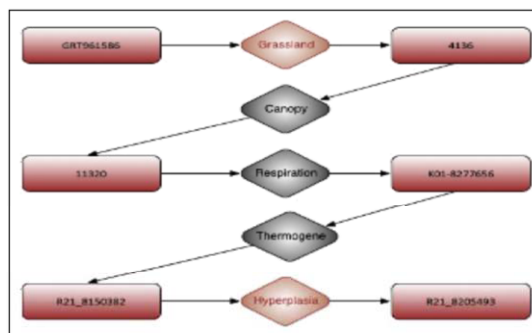 GRT961586 Grassland 4136
Canopy
11320 Respiration K01-8277656
Thermogene
R21_8150382 Hyperplasia R21_8205493